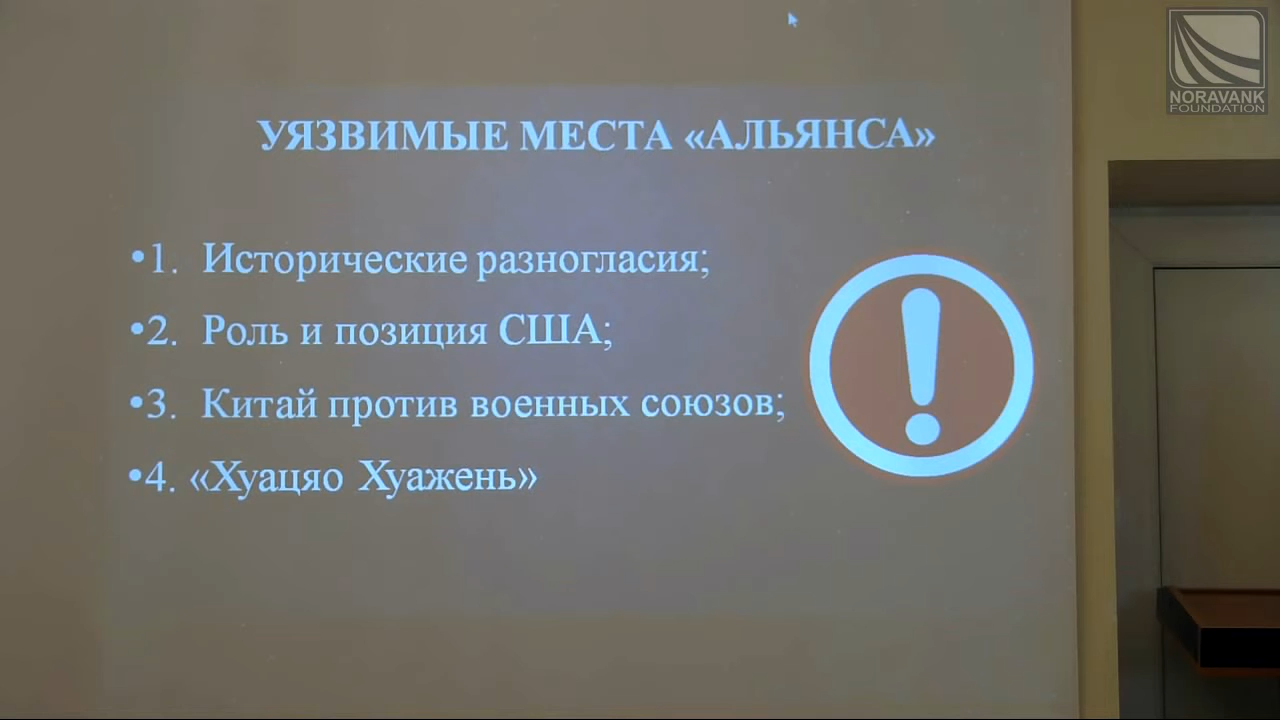 NORAVANK
FOUNDATION
УЯЗВИМЫЕ МЕСТА «АЛЬЯНСА»
•1. Исторические разногласия;
•2. Роль и позиция США;
•3. Китай против военных союзов;
•4. «Хуацяо Хуажень»